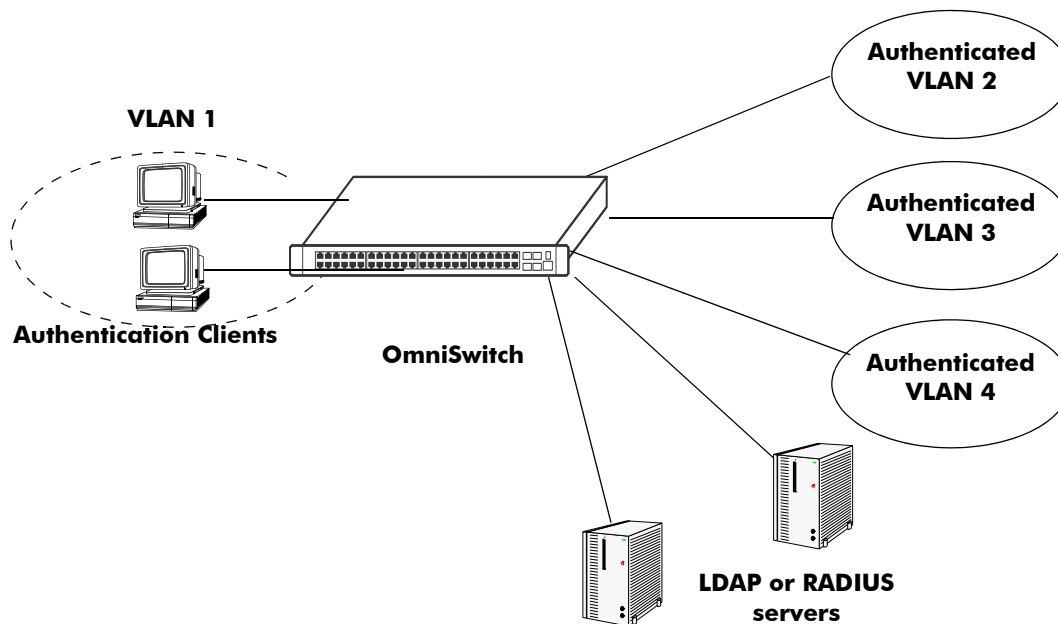 Authenticated
VLAN 2
VLAN 1
Authenticated
VLAN 3
Authentication Clients
OmniSwitch
Authenticated
VLAN 4
LDAP or RADIUS
servers